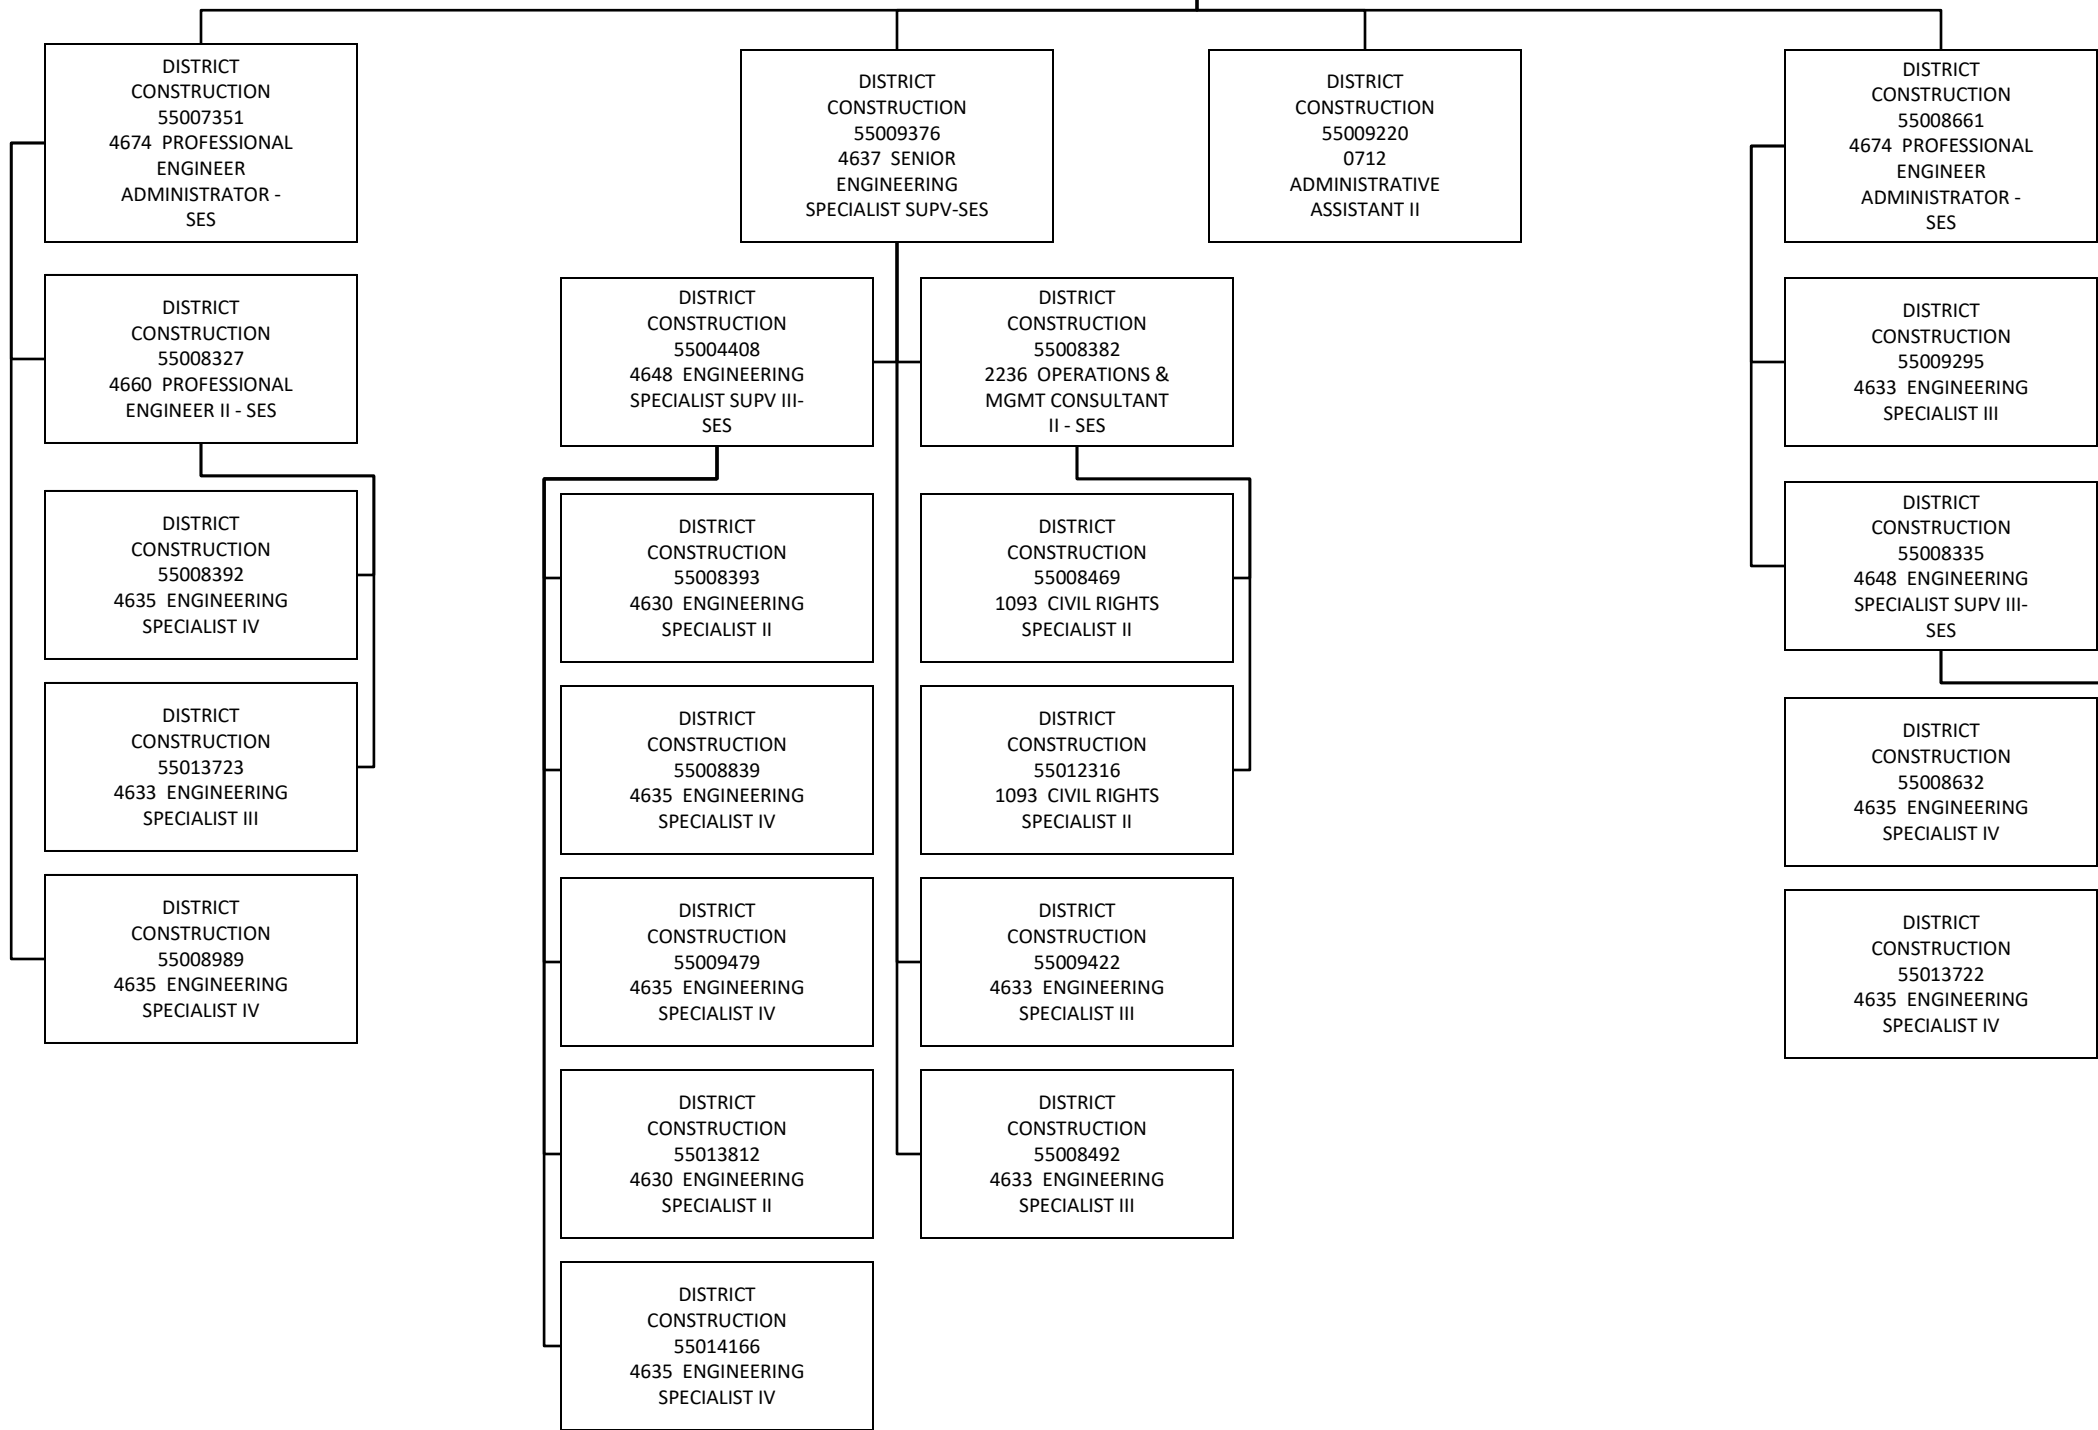 DISTRICT
CONSTRUCTION
55007351
4674 PROFESSIONAL
ENGINEER
ADMINISTRATOR -
SES
DISTRICT
CONSTRUCTION
55009376
4637 SENIOR
ENGINEERING
SPECIALIST SUPV-SES
DISTRICT
CONSTRUCTION
55009220
0712
ADMINISTRATIVE
ASSISTANT II
DISTRICT
CONSTRUCTION
55008661
4674 PROFESSIONAL
ENGINEER
ADMINISTRATOR -
SES
DISTRICT
CONSTRUCTION
55008327
4660 PROFESSIONAL
ENGINEER II - SES
DISTRICT
CONSTRUCTION
55004408
4648 ENGINEERING
SPECIALIST SUPV III-
SES
DISTRICT
CONSTRUCTION
55008382
2236 OPERATIONS &
MGMT CONSULTANT
II - SES
DISTRICT
CONSTRUCTION
55009295
4633 ENGINEERING
SPECIALIST III
DISTRICT
CONSTRUCTION
55008392
4635 ENGINEERING
SPECIALIST IV
DISTRICT
CONSTRUCTION
55008393
4630 ENGINEERING
SPECIALIST II
DISTRICT
CONSTRUCTION
55008469
1093 CIVIL RIGHTS
SPECIALIST II
DISTRICT
CONSTRUCTION
55008335
4648 ENGINEERING
SPECIALIST SUPV III-
SES
DISTRICT
CONSTRUCTION
55013723
4633 ENGINEERING
SPECIALIST III
DISTRICT
CONSTRUCTION
55008839
4635 ENGINEERING
SPECIALIST IV
DISTRICT
CONSTRUCTION
55012316
1093 CIVIL RIGHTS
SPECIALIST II
DISTRICT
CONSTRUCTION
55008632
4635 ENGINEERING
SPECIALIST IV
DISTRICT
CONSTRUCTION
55008989
4635 ENGINEERING
SPECIALIST IV
DISTRICT
CONSTRUCTION
55009479
4635 ENGINEERING
SPECIALIST IV
DISTRICT
CONSTRUCTION
55009422
4633 ENGINEERING
SPECIALIST III
DISTRICT
CONSTRUCTION
55013722
4635 ENGINEERING
SPECIALIST IV
DISTRICT
CONSTRUCTION
55013812
4630 ENGINEERING
SPECIALIST II
DISTRICT
CONSTRUCTION
55008492
4633 ENGINEERING
SPECIALIST III
DISTRICT
CONSTRUCTION
55014166
4635 ENGINEERING
SPECIALIST IV